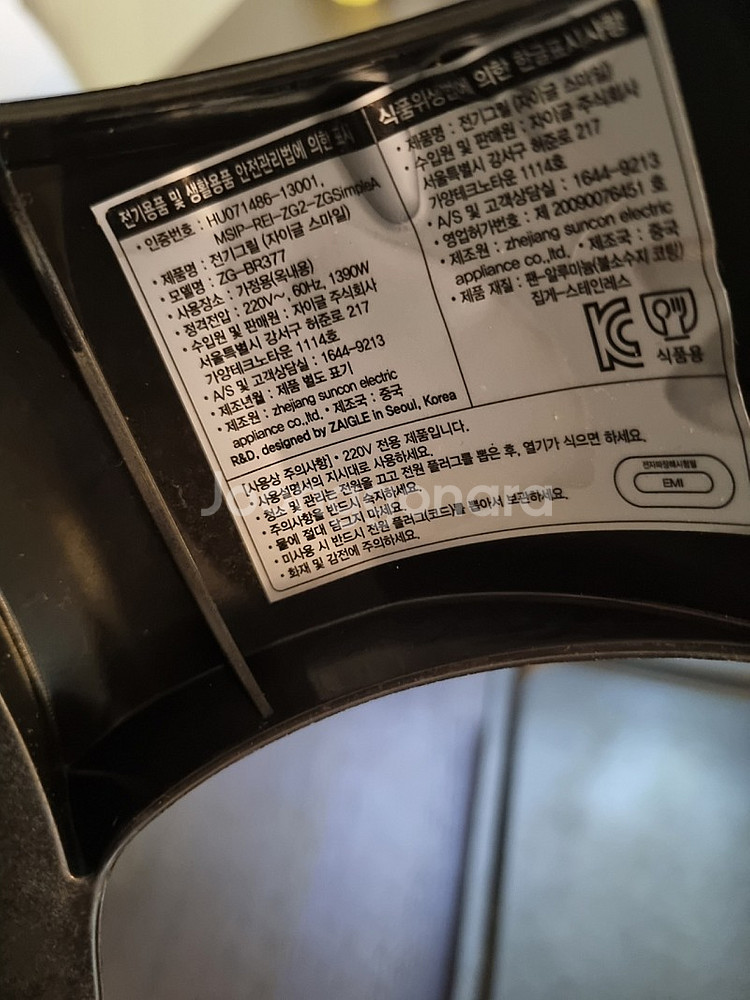 전기용품 및 생활용품 안전관리법에 의한 표시
• 인증번호 : HU071486-13001,
MSIP-REI-ZG2-ZGSimpleA
• 제품명 : 전기그릴 (자이글 스마일)
• 모델명 : ZG-BR377
• 사용장소 : 가정용(옥내용)
• 정격전압 : 220V~, 60Hz, 1390W
• 수입원 및 판매원 : 자이글 주식회사
서울특별시 강서구 허준로 217
가양테크노타운 1114호
• A/S 및 고객상담실 : 1644-9213
• 제조년월 : 제품 별도 표기
• 제조원 : zhejiang suncon electric
appliance co.,ltd. • 제조국 : 중국
R&D, designed by ZAIGLE in Seoul, Korea
식품위생법에 의한 한글표시사항
• 제품명 : 전기그릴 (자이글 스마일)
• 수입원 및 판매원 : 자이글 주식회사
서울특별시 강서구 허준로 217
가양테크노타운 1114호
• A/S 및 고객상담실 : 1644-9213
• 영업허가번호 : 제 20090076451 호
• 제조원 : zhejiang suncon electric
appliance co.,ltd. • 제조국 : 중국
• 제품 재질 : 팬-알루미늄(불소수지 코팅)
집게-스테인레스
식품용
[사용상 주의사항] • 220V 전용 제품입니다.
• 사용설명서의 지시대로 사용하세요.
• 청소 및 관리는 전원을 끄고 전원 플러그를 뽑은 후, 열기가 식으면 하세요.
주의사항을 반드시 숙지하세요.
• 물에 절대 담그지 마세요.
• 미사용 시 반드시 전원 플러그(코드)를 뽑아서 보관하세요.
• 화재 및 감전에 주의하세요.
전자파장해시험필
EMI